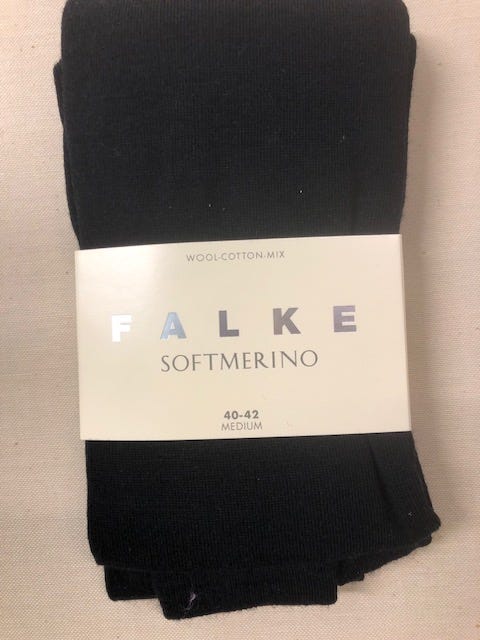 WOOL-COTTON-MIX
FALKE
SOFTMERINO
40-42
MEDIUM